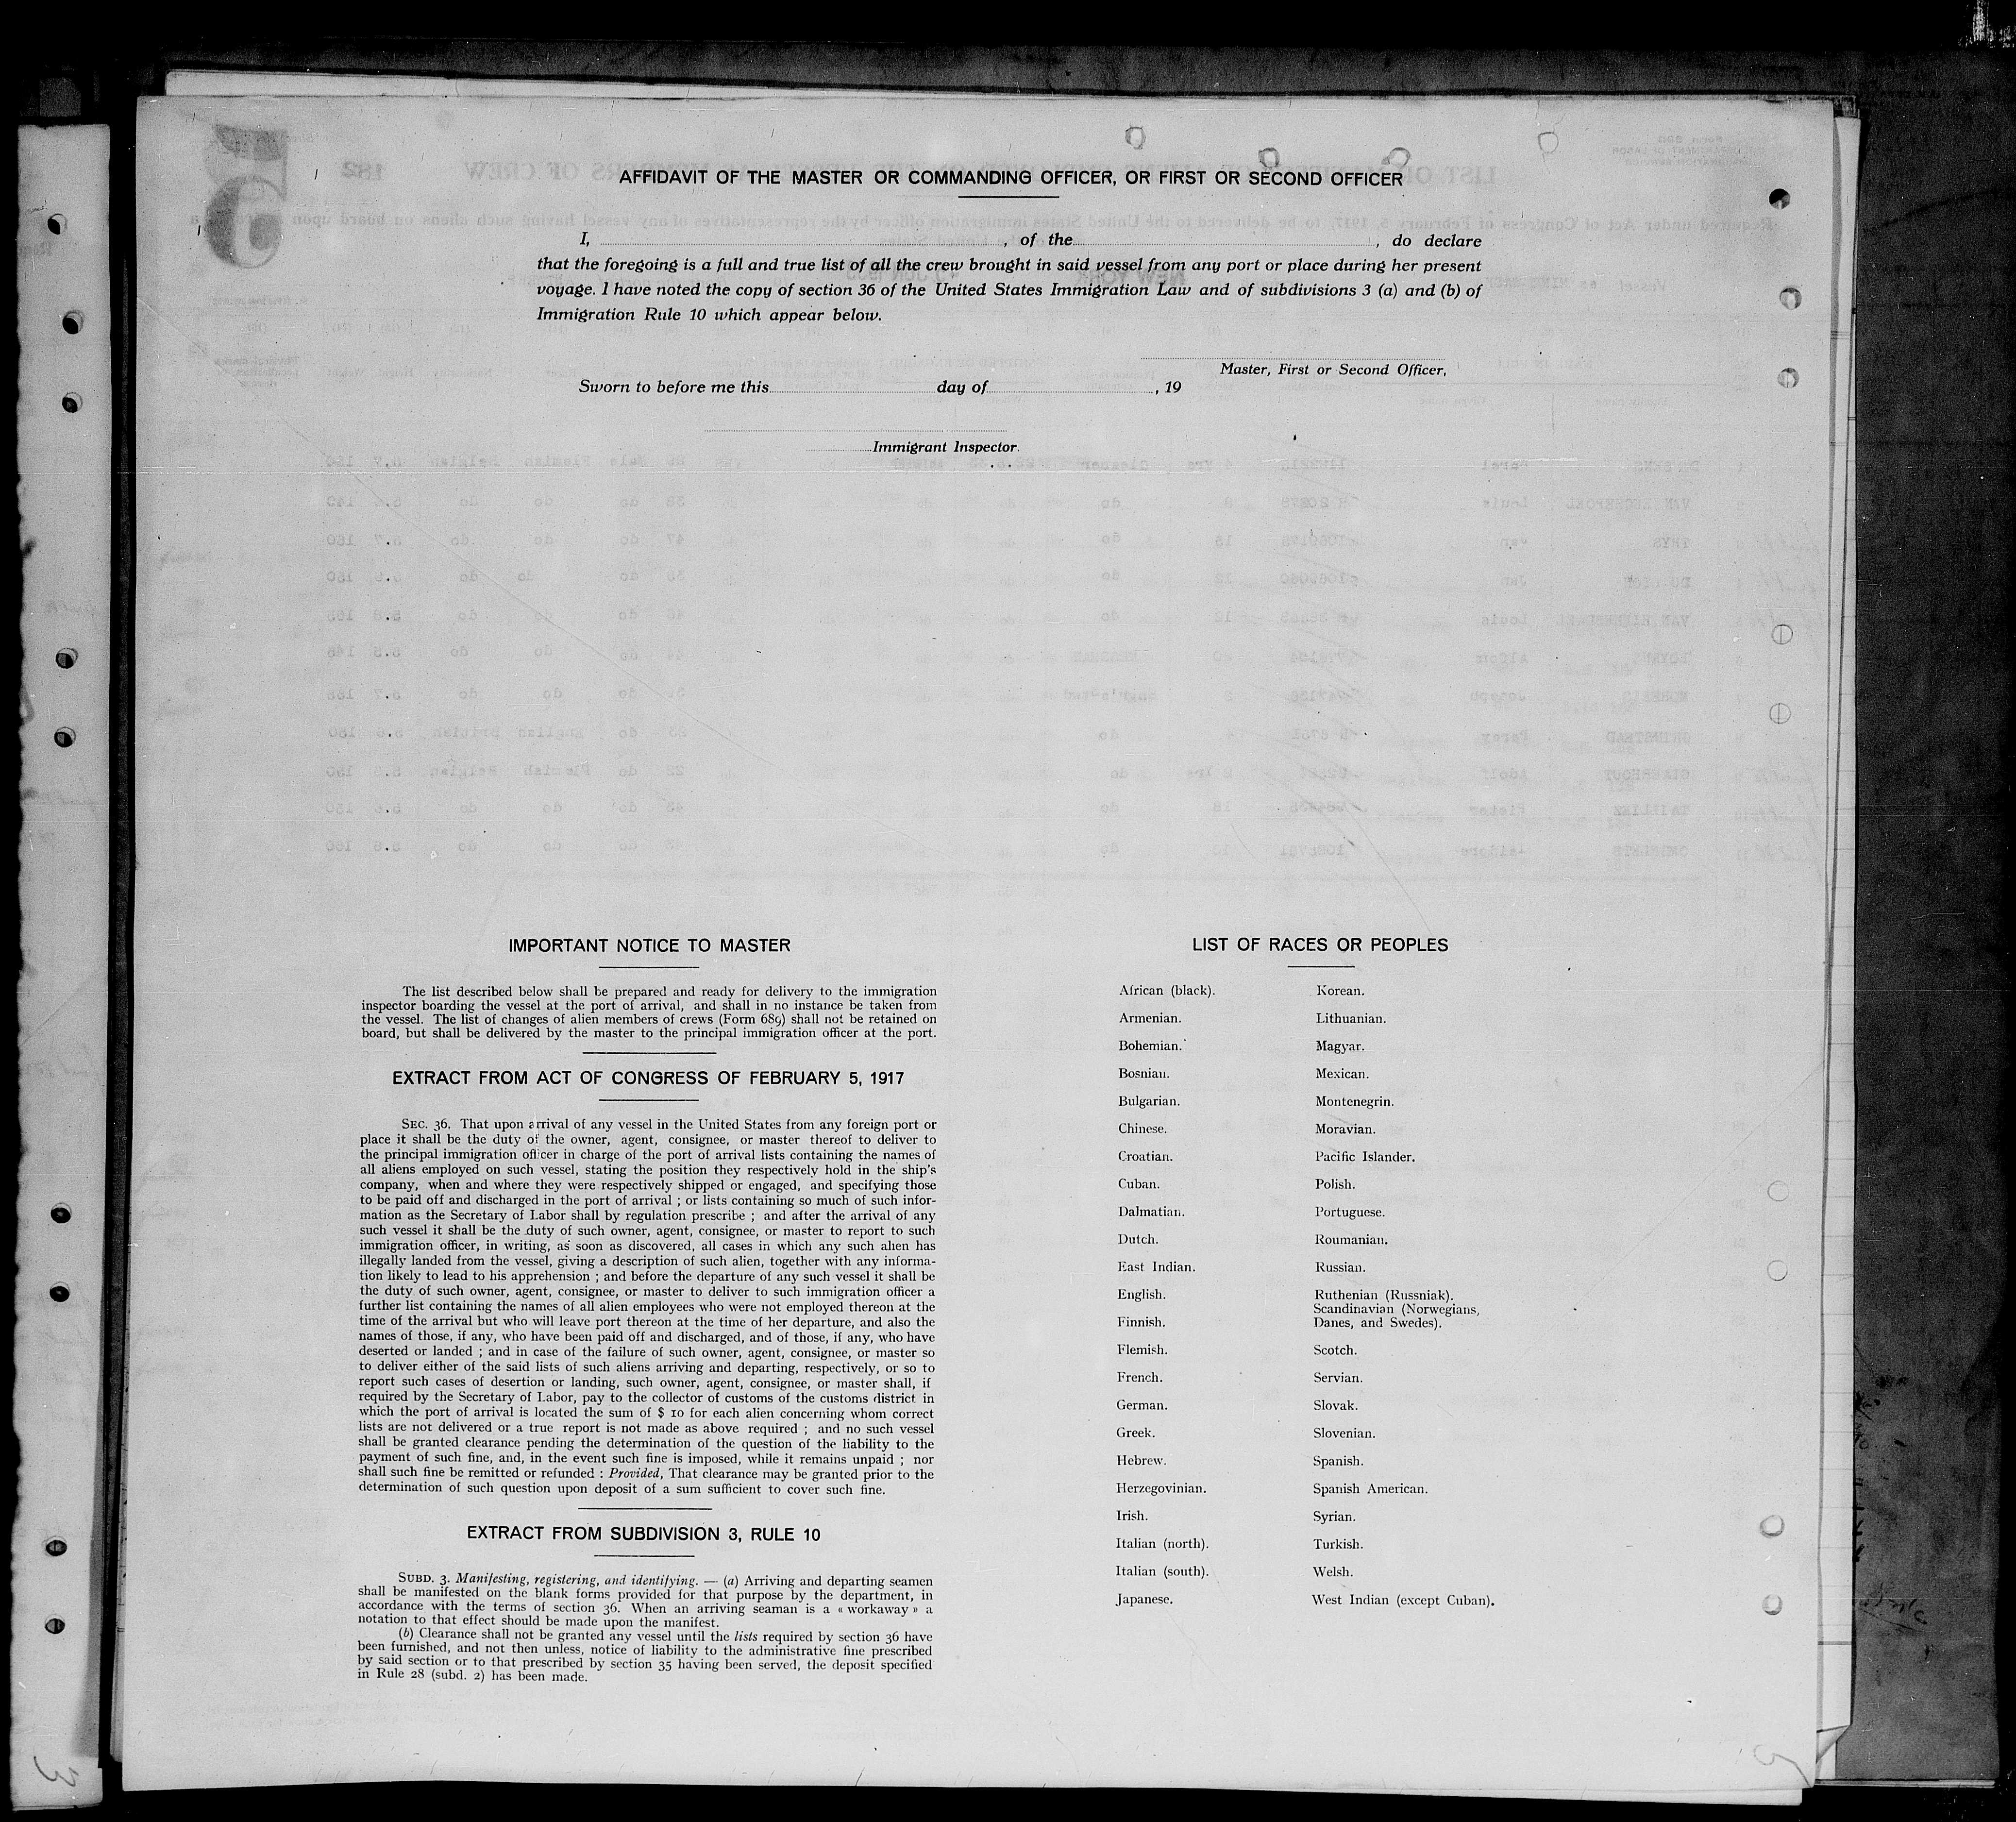 AFFIDAVIT OF THE MASTER OR COMMANDING OFFICER, OR FIRST OR SECOND OFFICER
I, , of the , do declare
that the foregoing is a full and true list of all the crew brought in said vessel from any port or place during her present
voyage. I have noted the copy of section 36 of the United States Immigration Law and of subdivisions 3 (a) and (b) of
Immigration Rule 10 which appear below.
Master, First or Second Officer,
Sworn to before me this day of , 19
Immigrant Inspector.
IMPORTANT NOTICE TO MASTER
The list described below shall be prepared and ready for delivery to the immigration
inspector boarding the vessel at the port of arrival, and shall in no instance be taken from
the vessel. The list of changes of alien members of crews (Form 689) shall not be retained on
board, but shall be delivered by the master to the principal immigration officer at the port.
EXTRACT FROM ACT OF CONGRESS OF FEBRUARY 5, 1917
SEC. 36. That upon arrival of any vessel in the United States from any foreign port or
place it shall be the duty of the owner, agent, consignee, or master thereof to deliver to
the principal immigration officer in charge of the port of arrival lists containing the names of
all aliens employed on such vessel, stating the position they respectively hold in the ship's
company, when and where they were respectively shipped or engaged, and specifying those
to be paid off and discharged in the port of arrival ; or lists containing so much of such infor-
mation as the Secretary of Labor shall by regulation prescribe ; and after the arrival of any
such vessel it shall be the duty of such owner, agent, consignee, or master to report to such
immigration officer, in writing, as soon as discovered, all cases in which any such alien has
illegally landed from the vessel, giving a description of such alien, together with any informa-
tion likely to lead to his apprehension ; and before the departure of any such vessel it shall be
the duty of such owner, agent, consignee, or master to deliver to such immigration officer a
further list containing the names of all alien employees who were not employed thereon at the
time of the arrival but who will leave port thereon at the time of her departure, and also the
names of those, if any, who have been paid off and discharged, and of those, if any, who have
deserted or landed ; and in case of the failure of such owner, agent, consignee, or master so
to deliver either of the said lists of such aliens arriving and departing, respectively, or so to
report such cases of desertion or landing, such owner, agent, consignee, or master shall, if
required by the Secretary of Labor, pay to the collector of customs of the customs district in
which the port of arrival is located the sum of $ 10 for each alien concerning whom correct
lists are not delivered or a true report is not made as above required ; and no such vessel
shall be granted clearance pending the determination of the question of the liability to the
payment of such fine, and, in the event such fine is imposed, while it remains unpaid ; nor
shall such fine be remitted or refunded : Provided, That clearance may be granted prior to the
determination of such question upon deposit of a sum sufficient to cover such fine.
EXTRACT FROM SUBDIVISION 3, RULE 10
SUBD. 3. Manifesting, registering, and identifying. — (a) Arriving and departing seamen
shall be manifested on the blank forms provided for that purpose by the department, in
accordance with the terms of section 36. When an arriving seaman is a « workaway » a
notation to that effect should be made upon the manifest.
(b) Clearance shall not be granted any vessel until the lists required by section 36 have
been furnished, and not then unless, notice of liability to the administrative fine prescribed
by said section or to that prescribed by section 35 having been served, the deposit specified
in Rule 28 (subd. 2) has been made.
LIST OF RACES OR PEOPLES
African (black).
Armenian.
Bohemian.
Bosnian.
Bulgarian.
Chinese.
Croatian.
Cuban.
Dalmatian.
Dutch.
East Indian.
English.
Finnish.
Flemish.
French.
German.
Greek.
Hebrew.
Herzegovinian.
Irish.
Italian (north).
Italian (south).
Japanese.
Korean.
Lithuanian.
Magyar.
Mexican.
Montenegrin.
Moravian.
Pacific Islander.
Polish.
Portuguese.
Roumanian.
Russian.
Ruthenian (Russniak).
Scandinavian (Norwegians,
Danes, and Swedes).
Scotch.
Servian.
Slovak.
Slovenian.
Spanish.
Spanish American.
Syrian.
Turkish.
Welsh.
West Indian (except Cuban).